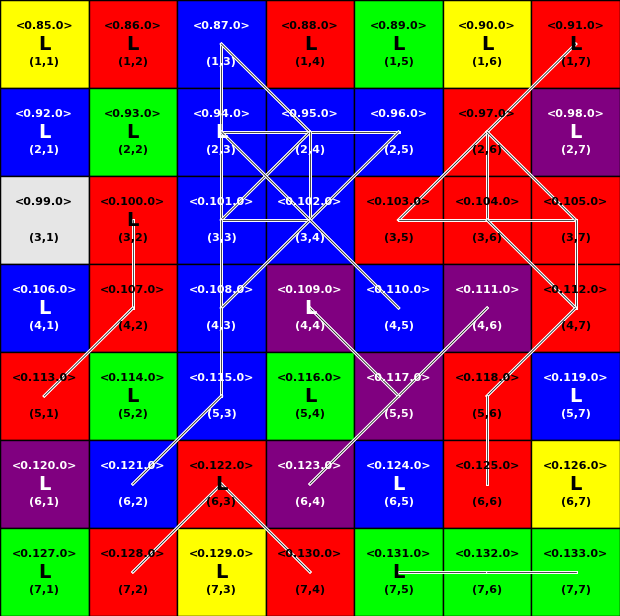 <0.85.0> <0.86.0> <0.87.0> <0.88.0> <0.89.0> <0.90.0> <0.91.0>
L L L L L L
(1,1) (1,2) (1,3) (1,4) (1,5) (1,6) (1,7)
<0.92.0> <0.93.0> <0.94.0> <0.95.0> <0.96.0> <0.97.0> <0.98.0>
L L L L
(2,1) (2,2) (2,3) (2,4) (2,5) (2,6) (2,7)
<0.99.0> <0.100.0> <0.101.0> <0.102.0> <0.103.0> <0.104.0> <0.105.0>
L
(3,1) (3,2) (3,3) (3,4) (3,5) (3,6) (3,7)
<0.106.0> <0.107.0> <0.108.0> <0.109.0> <0.110.0> <0.111.0> <0.112.0>
L L
(4,1) (4,2) (4,3) (4,4) (4,5) (4,6) (4,7)
<0.113.0> <0.114.0> <0.115.0> <0.116.0> <0.117.0> <0.118.0> <0.119.0>
L L L
(5,1) (5,2) (5,3) (5,4) (5,5) (5,6) (5,7)
<0.120.0> <0.121.0> <0.122.0> <0.123.0> <0.124.0> <0.125.0> <0.126.0>
L L L L
(6,1) (6,2) (6,3) (6,4) (6,5) (6,6) (6,7)
<0.127.0> <0.128.0> <0.129.0> <0.130.0> <0.131.0> <0.132.0> <0.133.0>
L L L
(7,1) (7,2) (7,3) (7,4) (7,5) (7,6) (7,7)